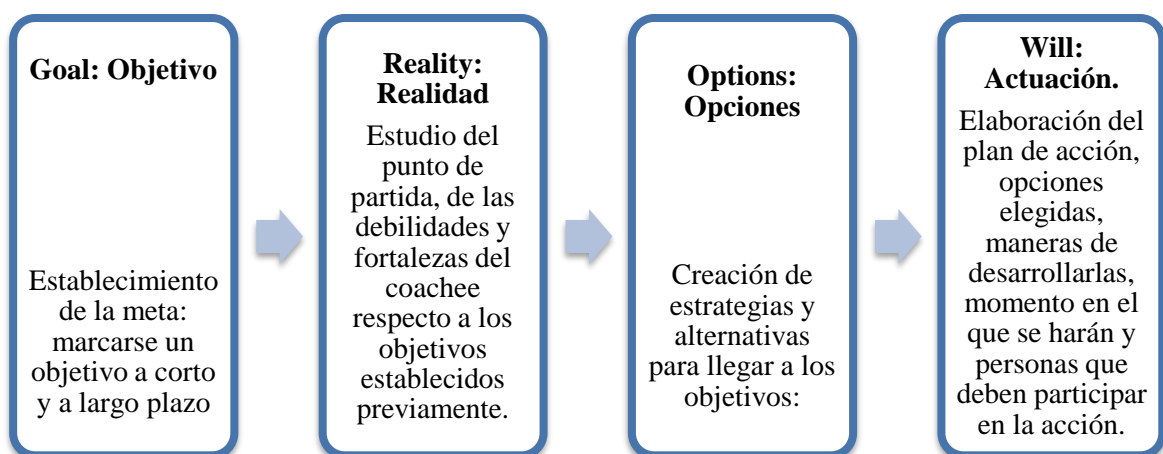 Goal: Objetivo
Establecimiento
de la meta:
marcarse un
objetivo a corto
y a largo plazo
Reality:
Realidad
Estudio del
punto de
partida, de las
debilidades y
fortalezas del
coachee
respecto a los
objetivos
establecidos
previamente.
Options:
Opciones
Creación de
estrategias y
alternativas
para llegar a los
objetivos:
Will:
Actuación.
Elaboración del
plan de acción,
opciones
elegidas,
maneras de
desarrollarlas,
momento en el
que se harán y
personas que
deben participar
en la acción.